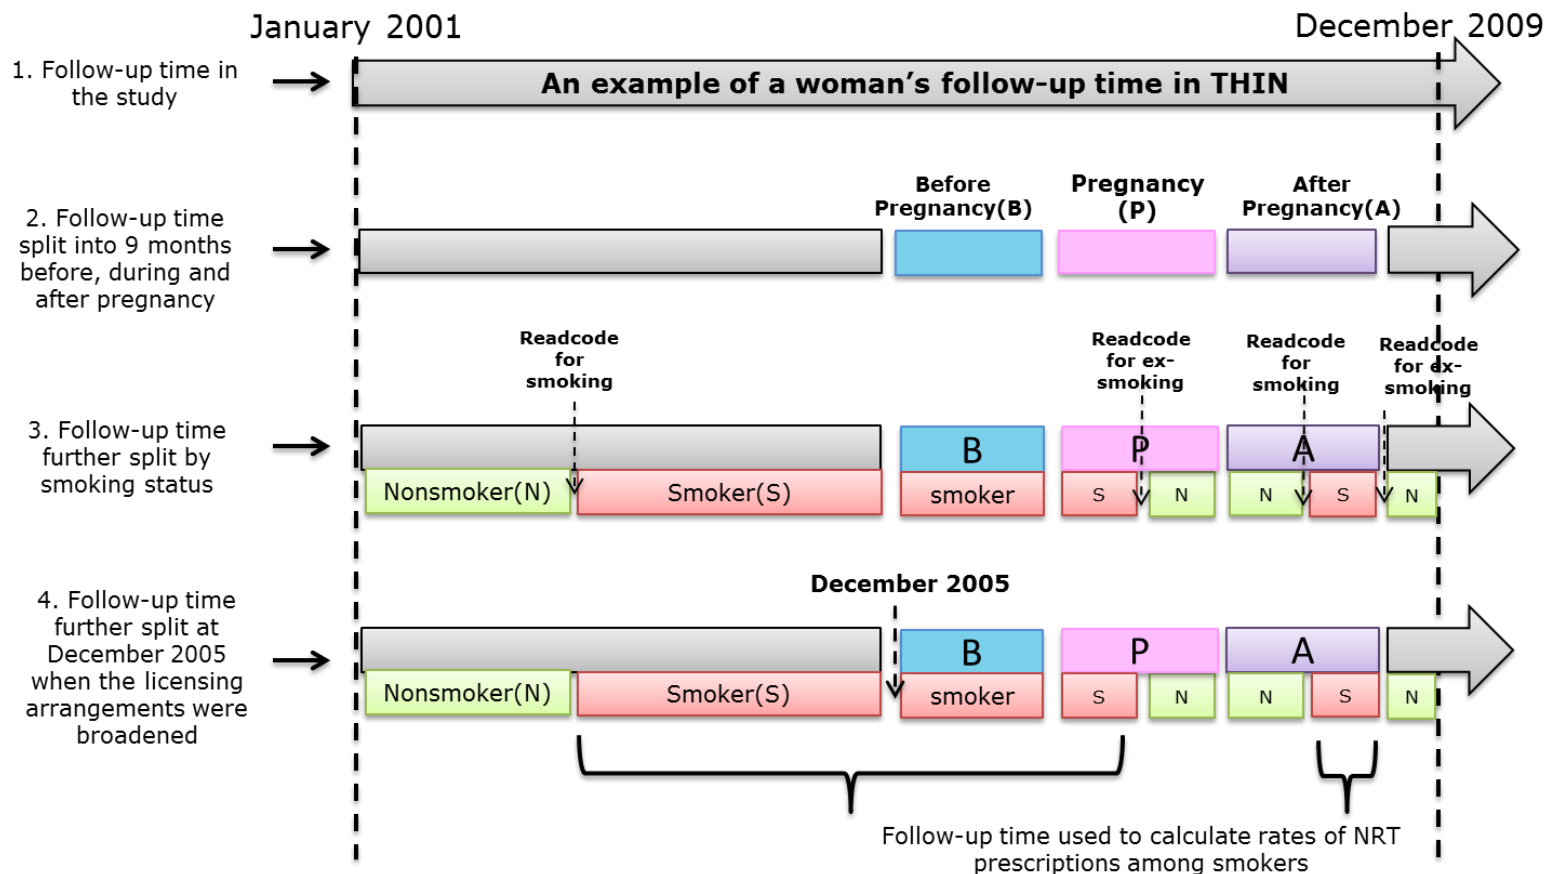 January 2001
December 2009
1. Follow-up time in
the study
An example of a woman's follow-up time in THIN
2. Follow-up time
split into 9 months
before, during and
after pregnancy
Before
Pregnancy(B)
Pregnancy
(P)
After
Pregnancy(A)
3. Follow-up time
further split by
smoking status
Readcode
for
smoking
Readcode
for ex-
smoking
Readcode
for
smoking
Readcode
for ex-
smoking
B
P
A
Nonsmoker(N)
Smoker(S)
smoker
S
N
N
S
N
4. Follow-up time
further split at
December 2005
when the licensing
arrangements were
broadened
December 2005
B
P
A
Nonsmoker(N)
Smoker(S)
smoker
S
N
N
S
N
Follow-up time used to calculate rates of NRT
prescriptions among smokers